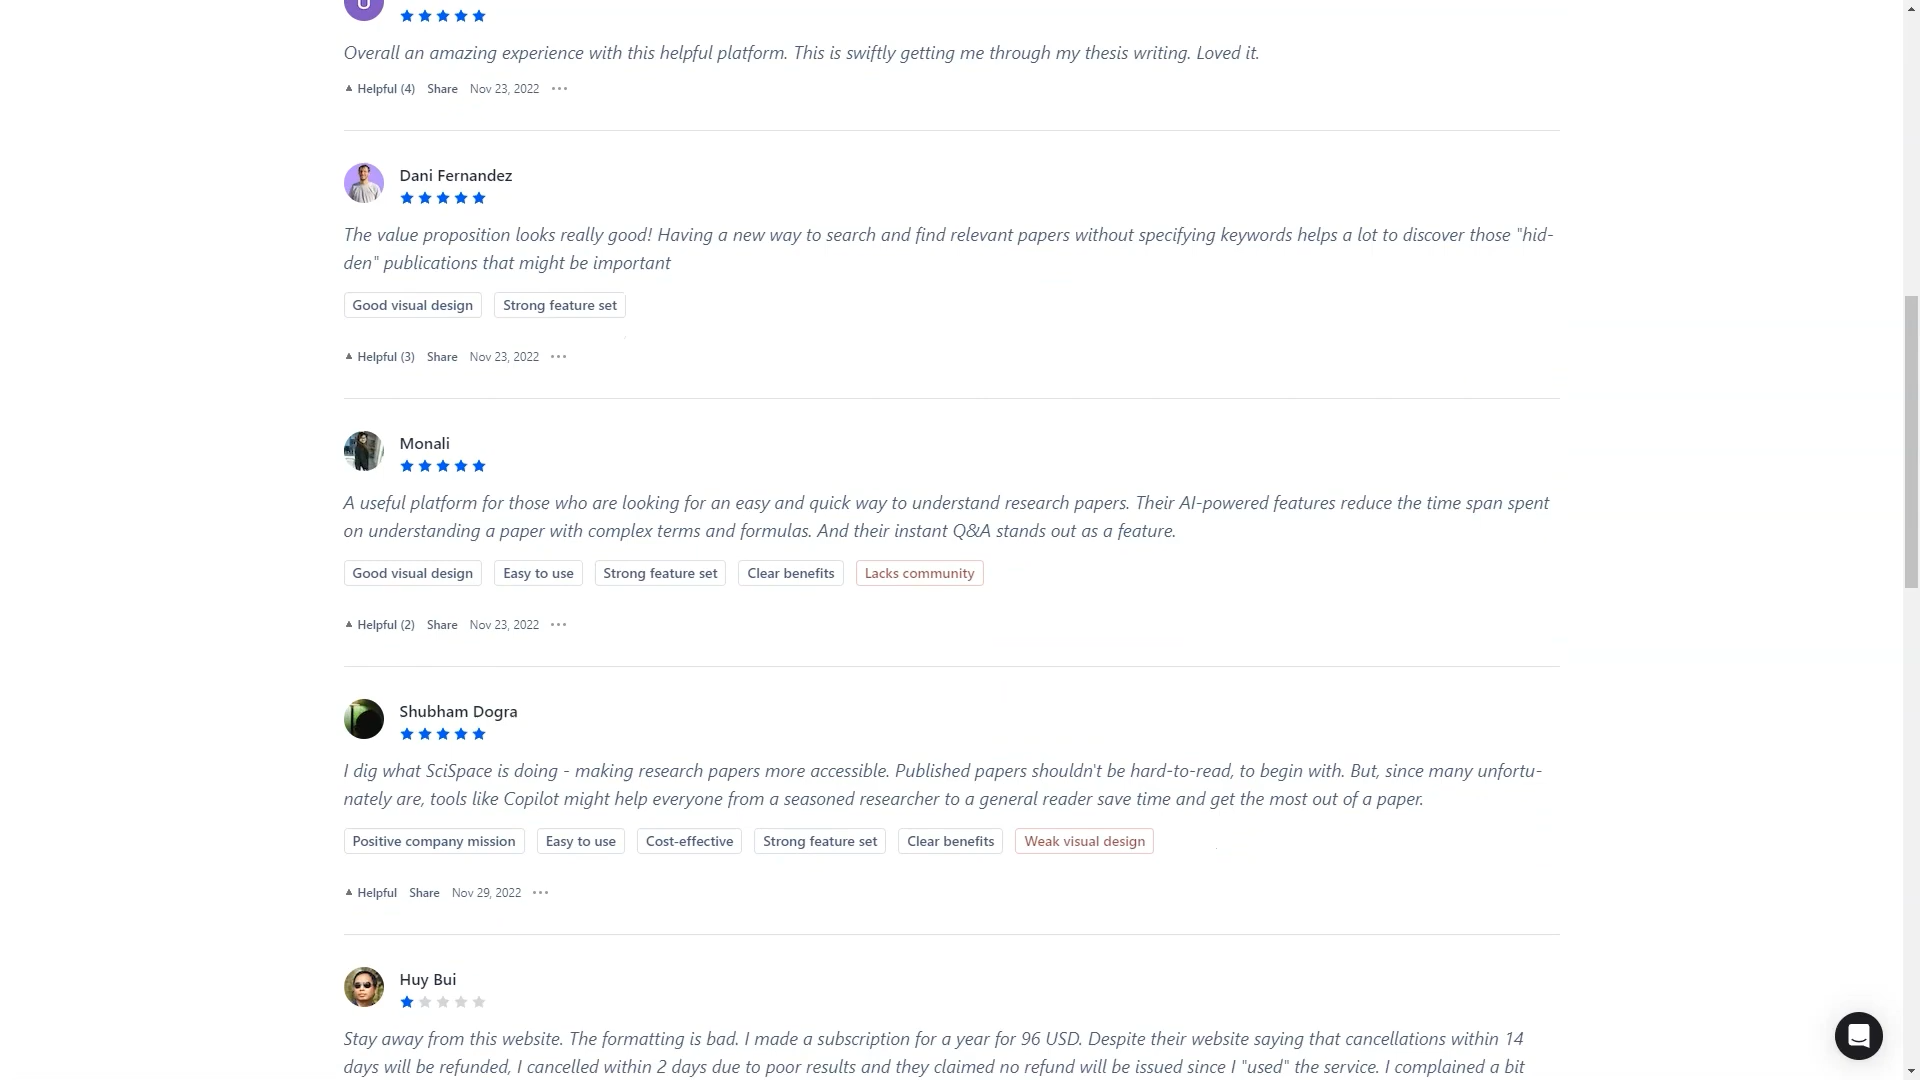 U
Overall an amazing experience with this helpful platform. This is swiftly getting me through my thesis writing. Loved it.
▲ Helpful (4) Share Nov 23, 2022 •••
Dani Fernandez
The value proposition looks really good! Having a new way to search and find relevant papers without specifying keywords helps a lot to discover those "hid-
den" publications that might be important
Good visual design Strong feature set
▲ Helpful (3) Share Nov 23, 2022 •••
Monali
A useful platform for those who are looking for an easy and quick way to understand research papers. Their AI-powered features reduce the time span spent
on understanding a paper with complex terms and formulas. And their instant Q&A stands out as a feature.
Good visual design Easy to use Strong feature set Clear benefits Lacks community
▲ Helpful (2) Share Nov 23, 2022 •••
Shubham Dogra
I dig what SciSpace is doing - making research papers more accessible. Published papers shouldn't be hard-to-read, to begin with. But, since many unfortu-
nately are, tools like Copilot might help everyone from a seasoned researcher to a general reader save time and get the most out of a paper.
Positive company mission Easy to use Cost-effective Strong feature set Clear benefits Weak visual design
▲ Helpful Share Nov 29, 2022 •••
Huy Bui
Stay away from this website. The formatting is bad. I made a subscription for a year for 96 USD. Despite their website saying that cancellations within 14
days will be refunded, I cancelled within 2 days due to poor results and they claimed no refund will be issued since I "used" the service. I complained a bit